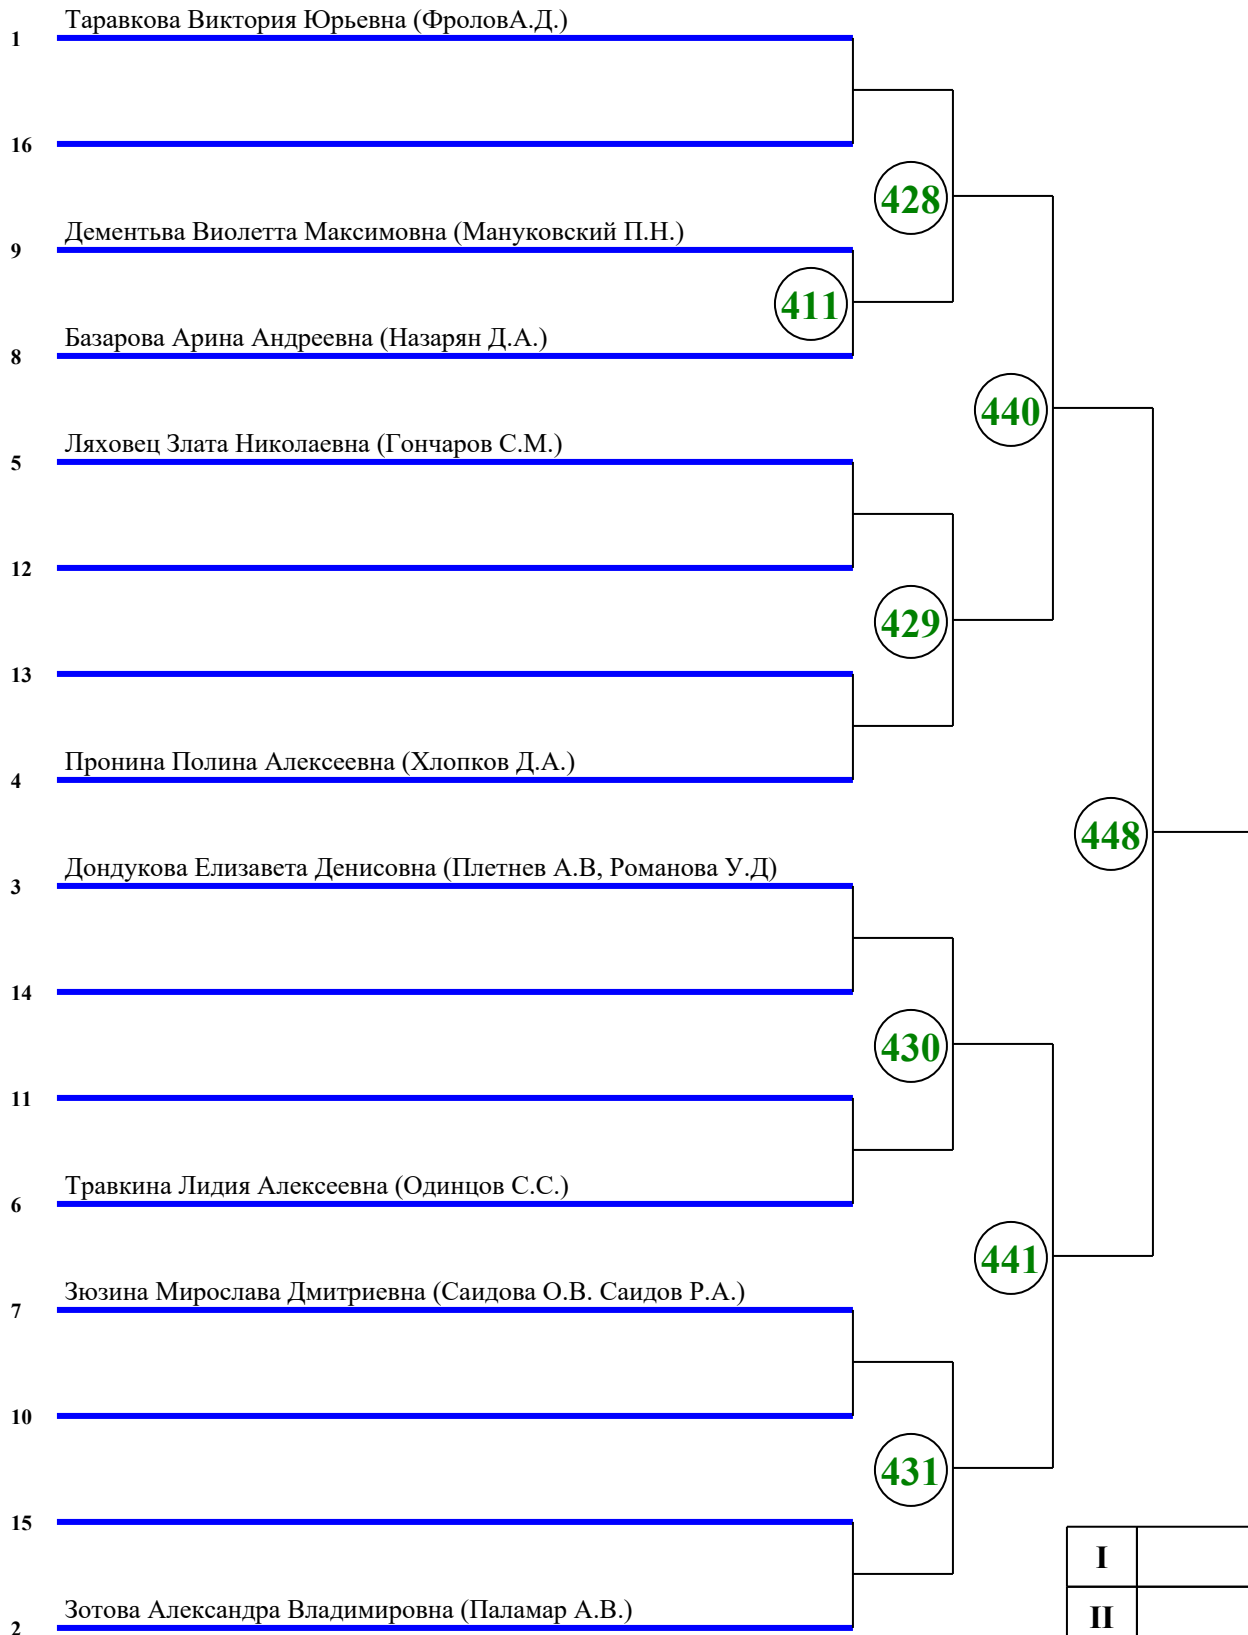 Таравкова Виктория Юрьевна (ФроловА.Д.)
1
16
428
Дементьва Виолетта Максимовна (Мануковский П.Н.)
9
411
Базарова Арина Андреевна (Назарян Д.А.)
8
440
Ляховец Злата Николаевна (Гончаров С.М.)
5
12
429
13
Пронина Полина Алексеевна (Хлопков Д.А.)
4
448
Дондукова Елизавета Денисовна (Плетнев А.В, Романова У.Д)
3
14
430
11
Травкина Лидия Алексеевна (Одинцов С.С.)
6
441
Зюзина Мирослава Дмитриевна (Саидова О.В. Саидов Р.А.)
7
10
431
15
I
Зотова Александра Владимировна (Паламар А.В.)
2
II